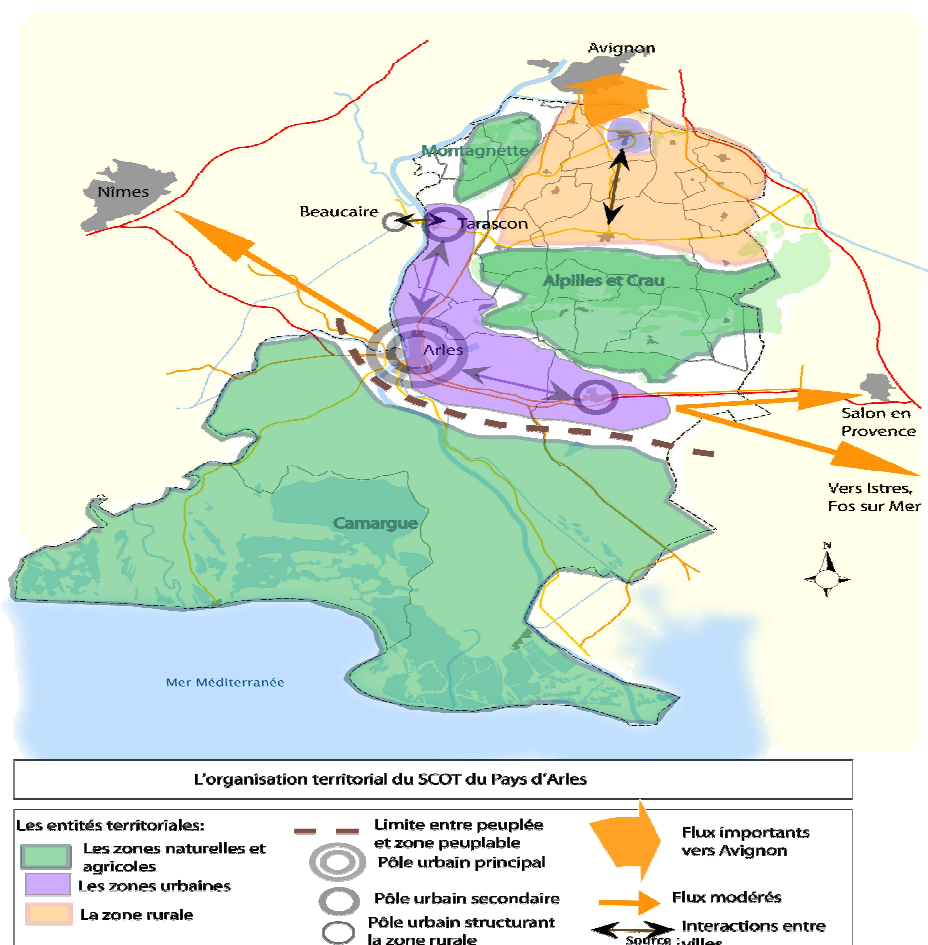 Avignon
Montagnette
Nîmes
Beaucaire
Tarascon
Alpilles et Crau
Arles
Salon en
Provence
Vers Istres,
Fos sur Mer
Camargue
N
Mer Méditerranée
L'organisation territorial du SCOT du Pays d'Arles
Les entités territoriales:
Les zones naturelles et
agricoles
Les zones urbaines
La zone rurale
Limite entre peuplée
et zone peuplable
Pôle urbain principal
Pôle urbain secondaire
Pôle urbain structurant
la zone rurale
Flux importants
vers Avignon
Flux modérés
Interactions entre
villes
Source :